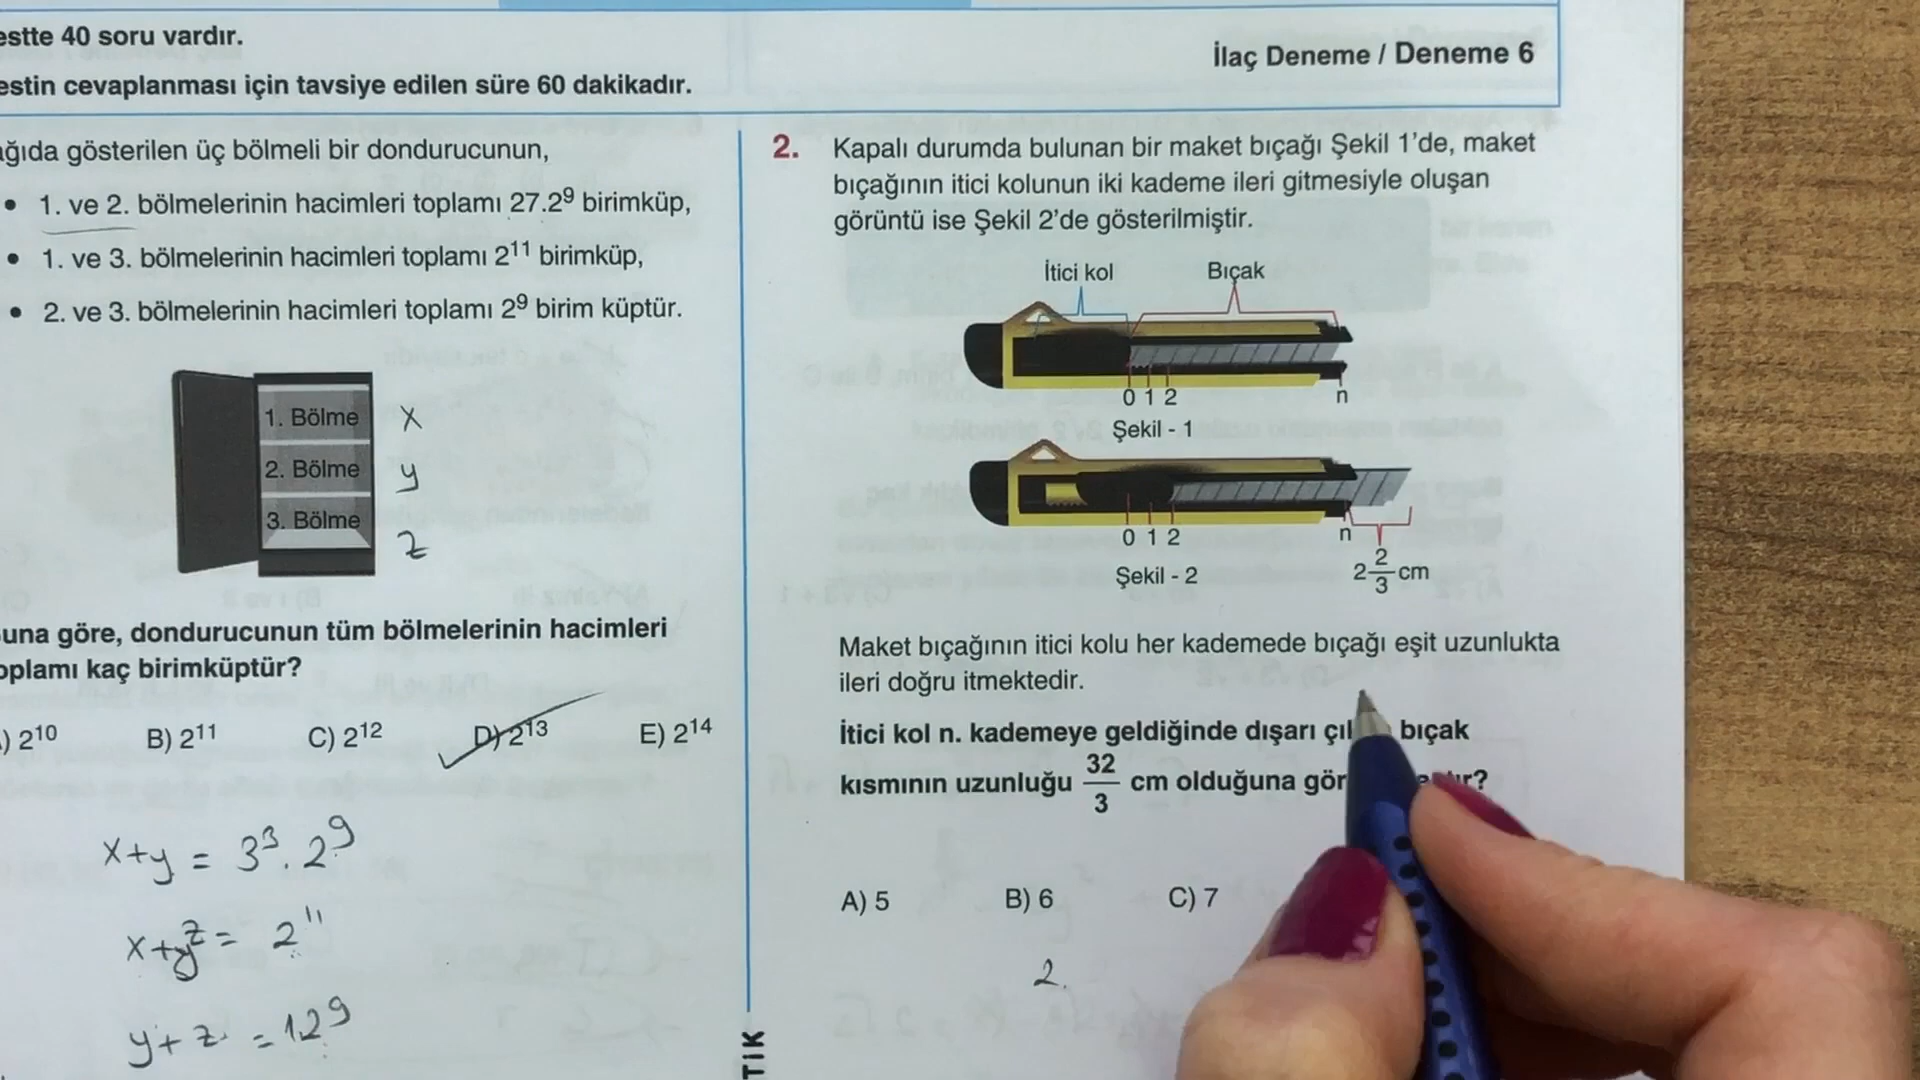 estte 40 soru vardır.
estin cevaplanması için tavsiye edilen süre 60 dakikadır.
İlaç Deneme / Deneme 6
ağıda gösterilen üç bölmeli bir dondurucunun,
• 1. ve 2. bölmelerinin hacimleri toplamı 27.2⁹ birimküp,
• 1. ve 3. bölmelerinin hacimleri toplamı 2¹¹ birimküp,
• 2. ve 3. bölmelerinin hacimleri toplamı 2⁹ birim küptür.
1. Bölme x
2. Bölme y
3. Bölme z
una göre, dondurucunun tüm bölmelerinin hacimleri
oplamı kaç birimküptür?
) 2¹⁰ B) 2¹¹ C) 2¹² D) 2¹³ E) 2¹⁴
x+y = 3³.2⁹
x+z = 2¹¹
y+z = 1.2⁹
TİK
2. Kapalı durumda bulunan bir maket bıçağı Şekil 1'de, maket
bıçağının itici kolunun iki kademe ileri gitmesiyle oluşan
görüntü ise Şekil 2'de gösterilmiştir.
İtici kol Bıçak
0 1 2 n
Şekil - 1
0 1 2 n
2 2/3 cm
Şekil - 2
Maket bıçağının itici kolu her kademede bıçağı eşit uzunlukta
ileri doğru itmektedir.
İtici kol n. kademeye geldiğinde dışarı bıçak
kısmının uzunluğu 32/3 cm olduğuna
A) 5 B) 6 C) 7
2.